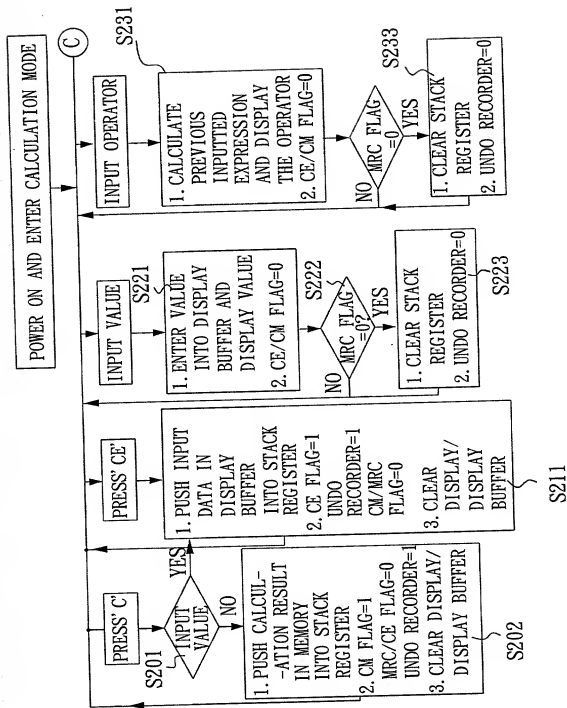 POWER ON AND ENTER CALCULATION MODE
C
PRESS' C'
S201
INPUT
VALUE
YES
NO
1. PUSH CALCUL-
-ATION RESULT
IN MEMORY
INTO STACK
REGISTER
2. CM FLAG=1
MRC/CE FLAG=0
UNDO RECORDER=1
3. CLEAR DISPLAY/
DISPLAY BUFFER
S202
PRESS' CE'
1. PUSH INPUT
DATA IN
DISPLAY
BUFFER
INTO STACK
REGISTER
2. CE FLAG=1
UNDO
RECORDER=1
CM/MRC
FLAG=0
3. CLEAR
DISPLAY/
DISPLAY
BUFFER
S211
INPUT VALUE
S221
1. ENTER VALUE
INTO DISPLAY
BUFFER AND
DISPLAY VALUE
2. CE/CM FLAG=0
S222
MRC FLAG
=0?
NO
YES
1. CLEAR STACK
REGISTER
2. UNDO RECORDER=0
S223
INPUT OPERATOR
S231
1. CALCULATE
PREVIOUS
INPUTTED
EXPRESSION
AND DISPLAY
THE OPERATOR
2. CE/CM FLAG=0
MRC FLAG
=0
NO
YES
S233
1. CLEAR STACK
REGISTER
2. UNDO RECORDER=0